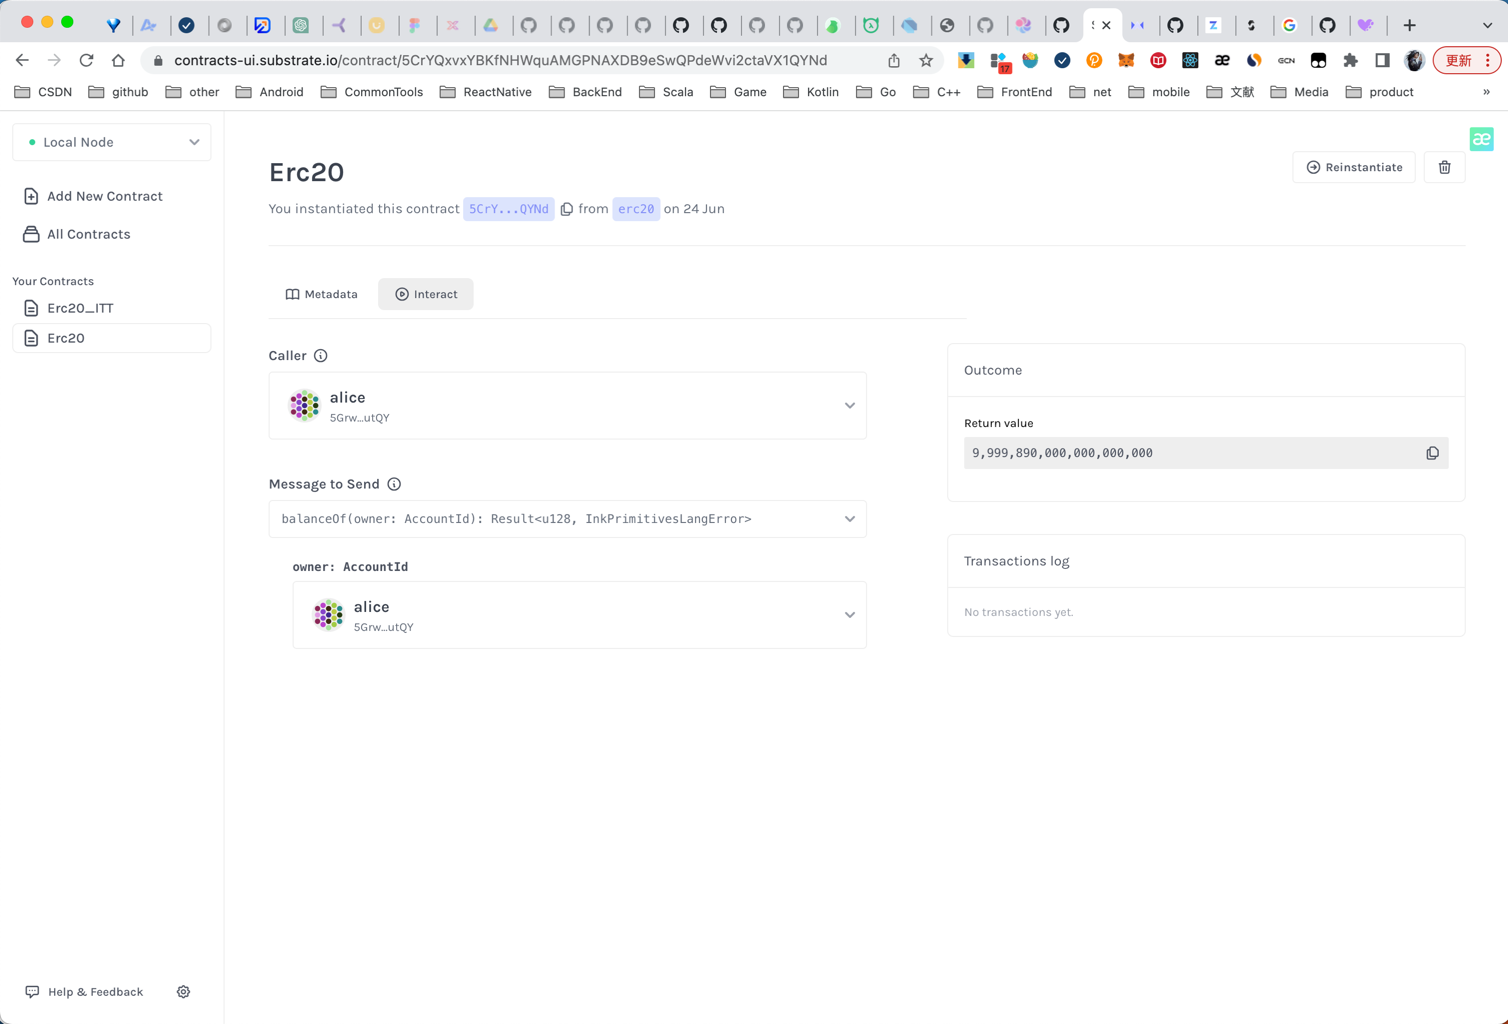 contracts-ui.substrate.io/contract/5CrYQxvxYBKfNHWquAMGPNAXDB9eSwQPdeWvi2ctaVX1QYNd
17
GCN
æ
更新
CSDN github other Android CommonTools ReactNative BackEnd Scala Game Kotlin Go C++ FrontEnd net mobile 文献 Media product »
Local Node
æ
Add New Contract
All Contracts
Your Contracts
Erc20_ITT
Erc20
Help & Feedback
Erc20
Reinstantiate
You instantiated this contract 5CrY...QYNd from erc20 on 24 Jun
Metadata Interact
Caller
alice
5Grw…utQY
Message to Send
balanceOf(owner: AccountId): Result<u128, InkPrimitivesLangError>
owner: AccountId
alice
5Grw…utQY
Outcome
Return value
9,999,890,000,000,000,000
Transactions log
No transactions yet.